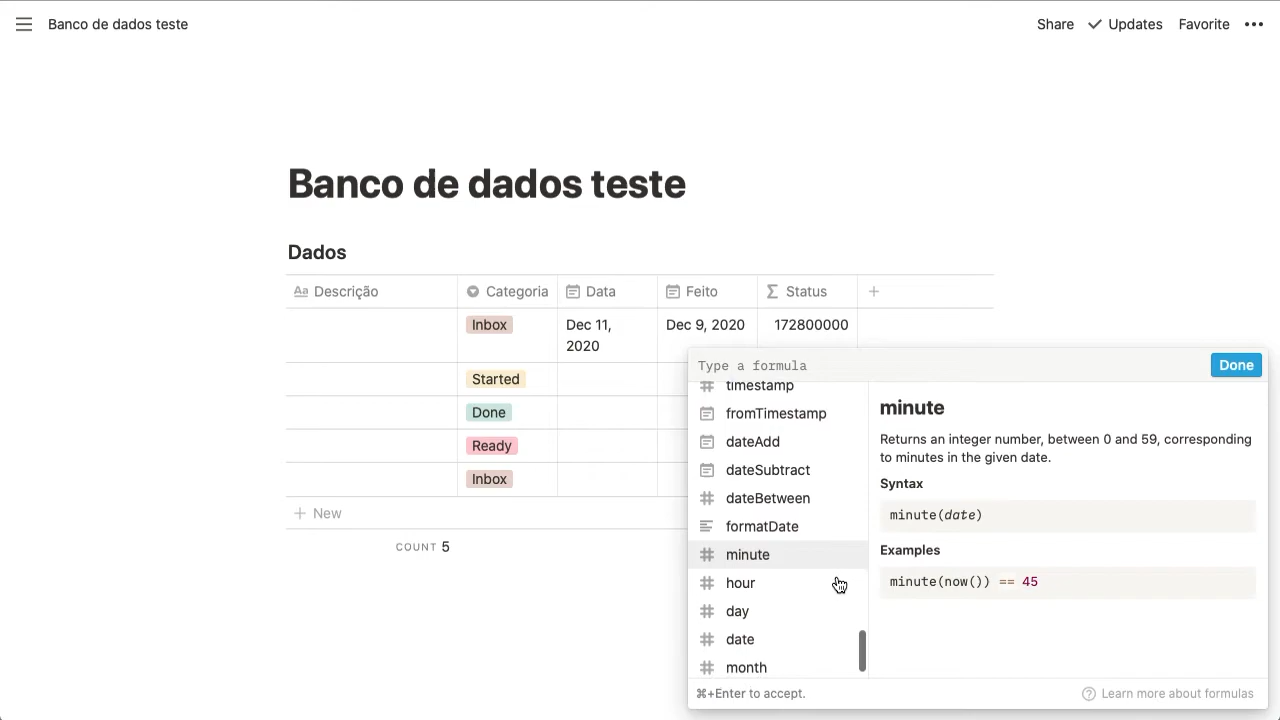 Banco de dados teste
Share Updates Favorite
Banco de dados teste
Dados
Aa Descrição Categoria Data Feito Σ Status
Inbox Dec 11, 2020 Dec 9, 2020 172800000
Started
Done
Ready
Inbox
+ New
COUNT 5
Type a formula Done
timestamp
fromTimestamp
dateAdd
dateSubtract
dateBetween
formatDate
minute
hour
day
date
month
minute
Returns an integer number, between 0 and 59, corresponding
to minutes in the given date.
Syntax
minute(date)
Examples
minute(now()) == 45
⌘+Enter to accept.
Learn more about formulas